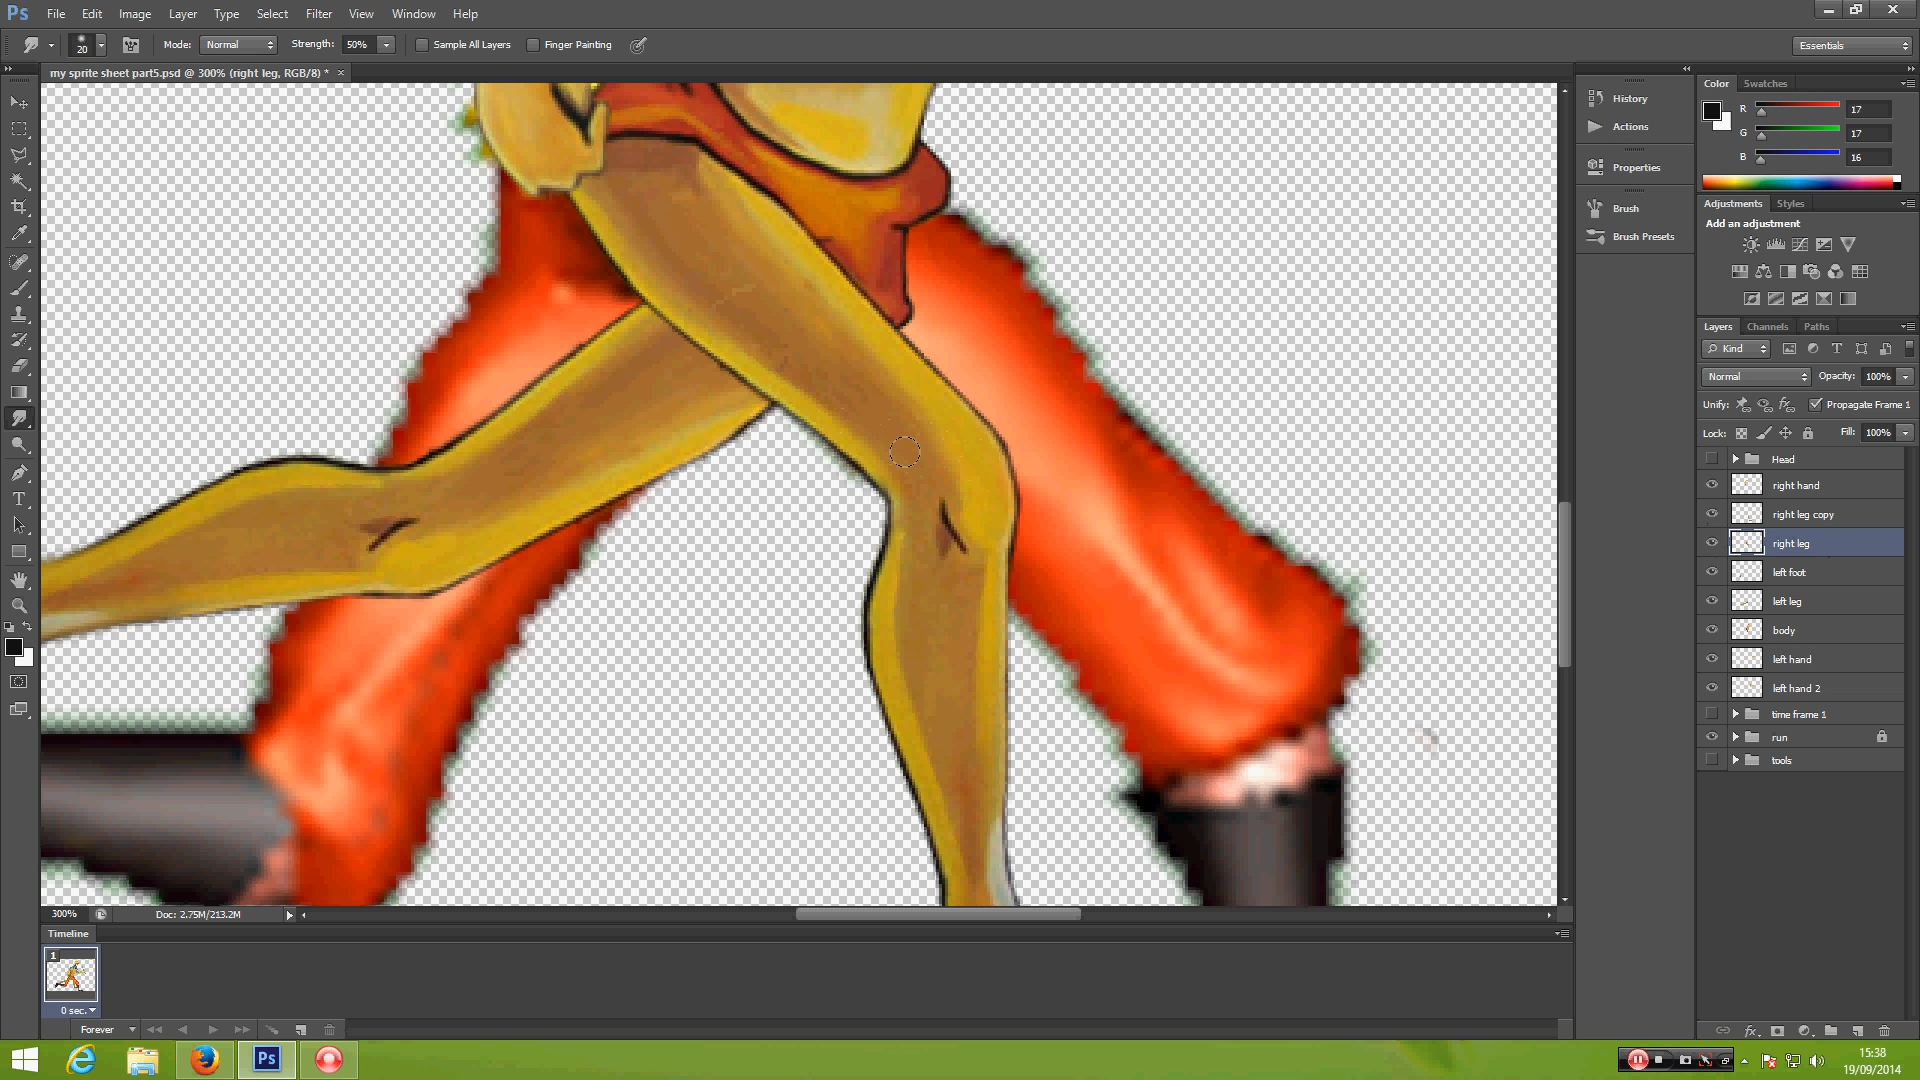 Ps File Edit Image Layer Type Select Filter View Window Help
20 Mode: Normal Strength: 50% Sample All Layers Finger Painting Essentials
my sprite sheet part5.psd @ 300% (right leg, RGB/8) * ×
History
Actions
Properties
Brush
Brush Presets
Color Swatches
R 17
G 17
B 16
Adjustments Styles
Add an adjustment
Layers Channels Paths
Kind
Normal Opacity: 100%
Unify: Propagate Frame 1
Lock: Fill: 100%
Head
right hand
right leg copy
right leg
left foot
left leg
body
left hand
left hand 2
time frame 1
run
tools
300% Doc: 2.75M/213.2M
Timeline
1
0 sec.
Forever
Ps
15:38
19/09/2014